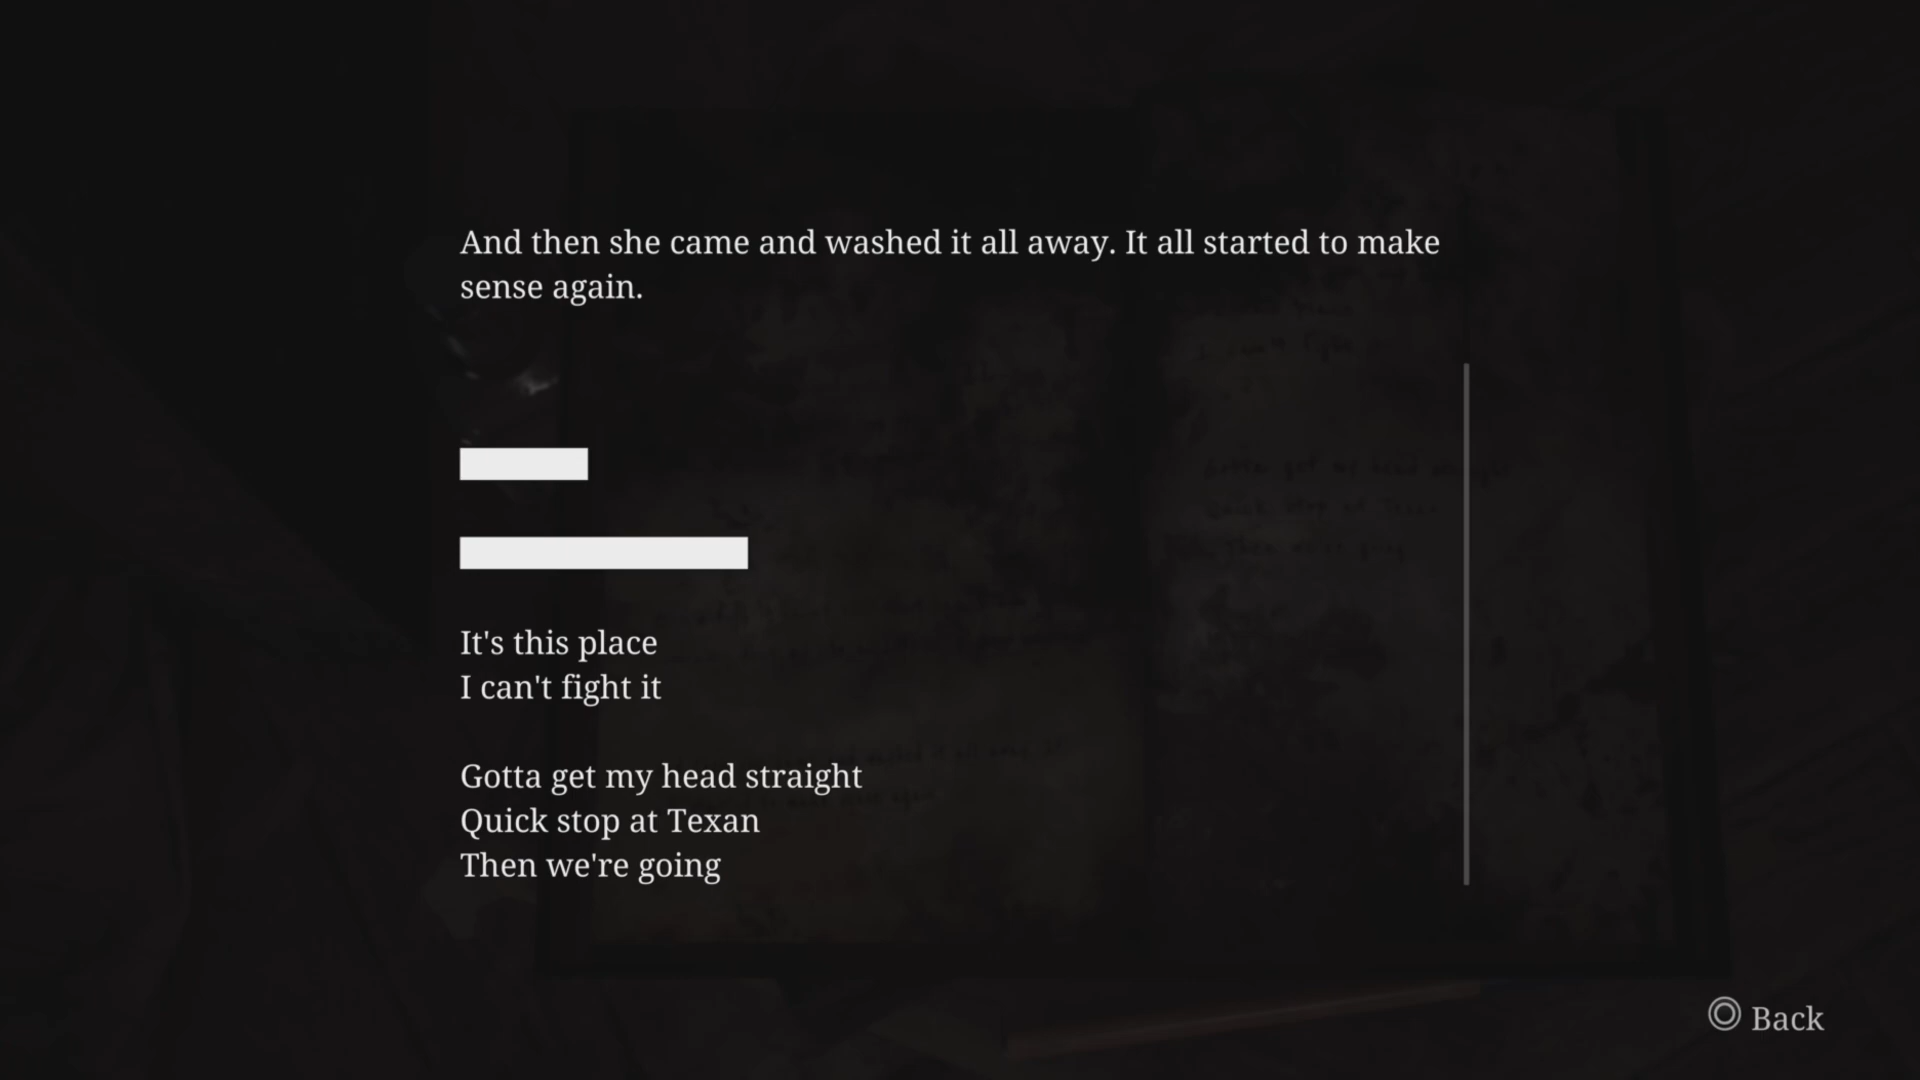 And then she came and washed it all away. It all started to make
sense again.
It's this place
I can't fight it
Gotta get my head straight
Quick stop at Texan
Then we're going
Back